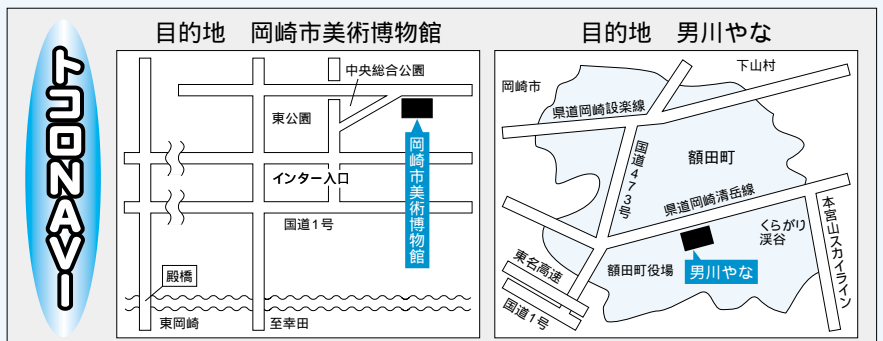 トコロNAVI
目的地　岡崎市美術博物館
中央総合公園
東公園
岡崎市美術博物館
インター入口
国道1号
殿橋
東岡崎
至幸田
目的地　男川やな
下山村
岡崎市
県道岡崎設楽線
国道473号
額田町
県道岡崎清岳線
くらがり
渓谷
本宮山スカイライン
東名高速
額田町役場
男川やな
国道1号